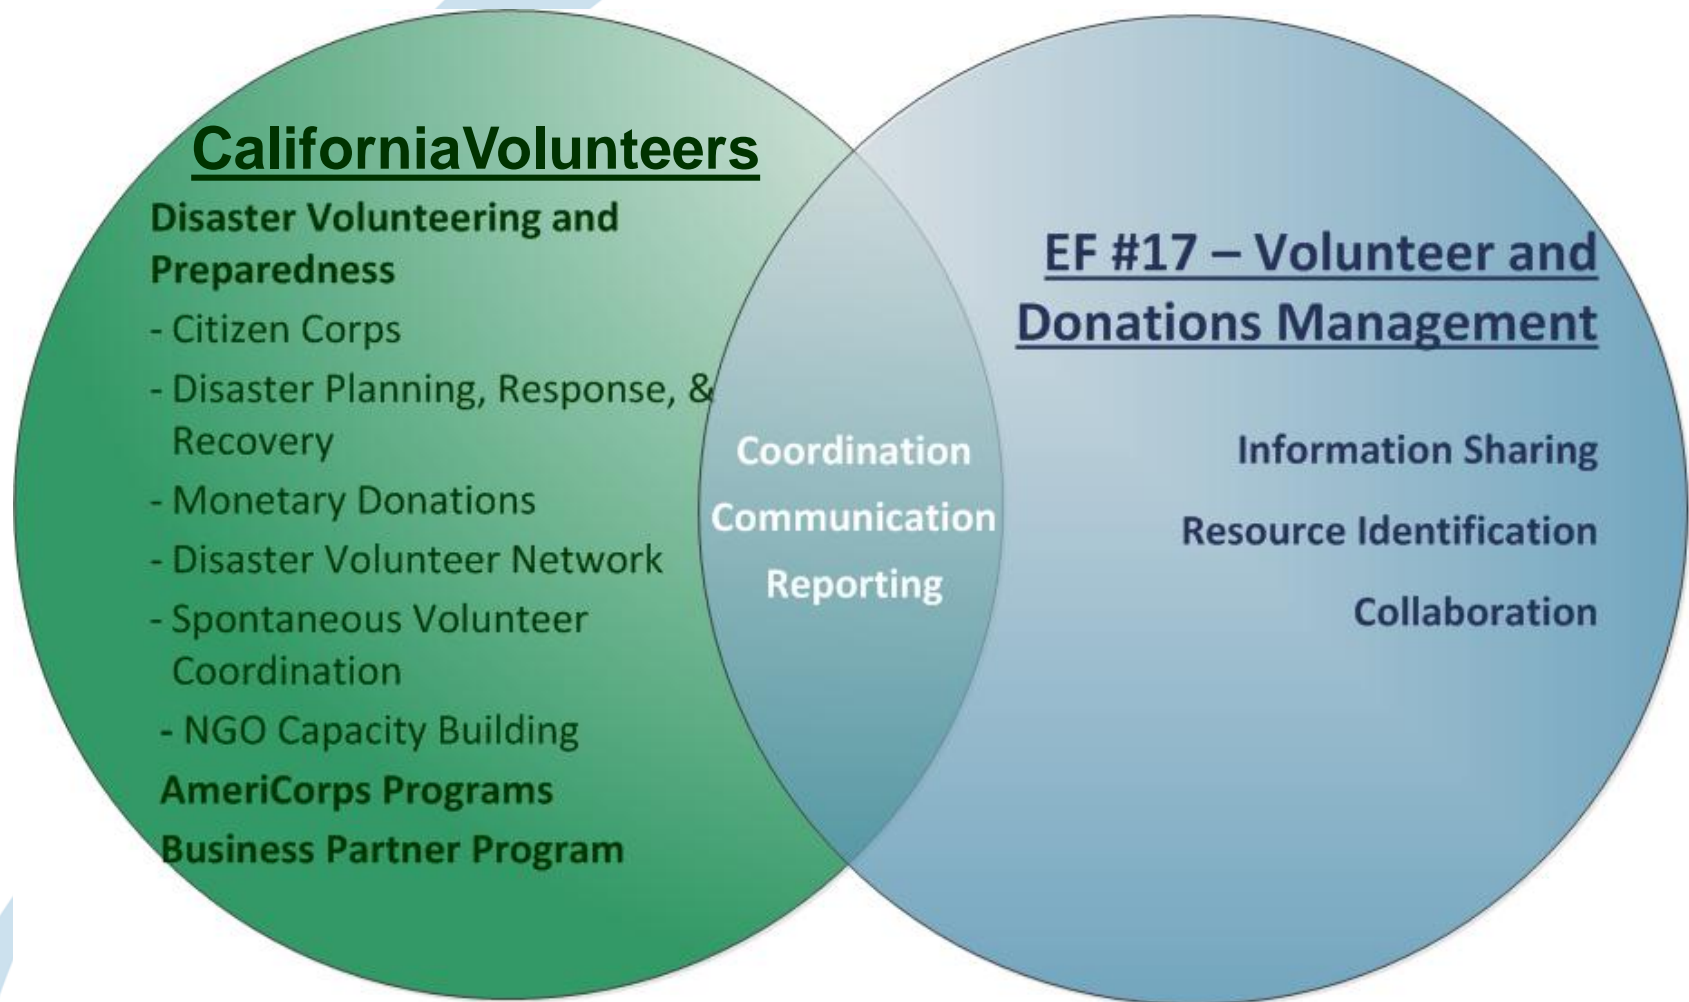 CaliforniaVolunteers
Disaster Volunteering and
Preparedness
- Citizen Corps
- Disaster Planning, Response, &
Recovery
- Monetary Donations
- Disaster Volunteer Network
- Spontaneous Volunteer
Coordination
- NGO Capacity Building
AmeriCorps Programs
Business Partner Program
Coordination
Communication
Reporting
EF #17 – Volunteer and
Donations Management
Information Sharing
Resource Identification
Collaboration